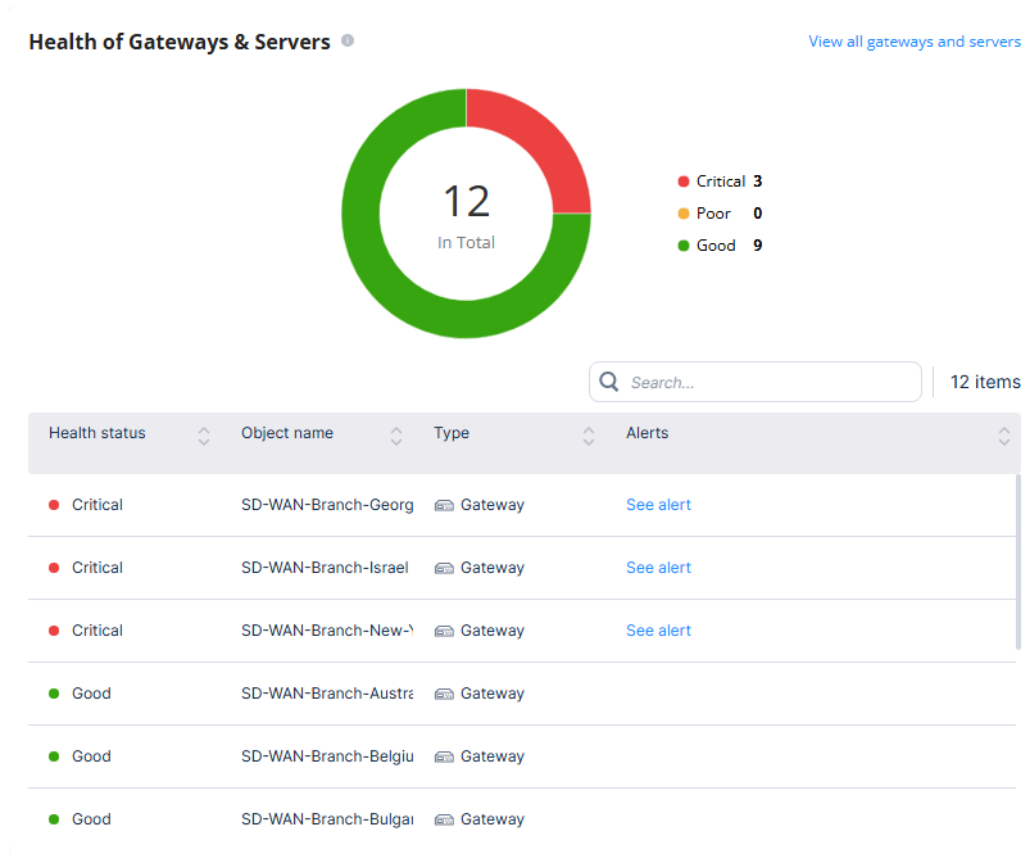 Health of Gateways & Servers
View all gateways and servers
12
In Total
Critical 3
Poor 0
Good 9
Search...
12 items
Health status Object name Type Alerts
Critical SD-WAN-Branch-Georg Gateway See alert
Critical SD-WAN-Branch-Israel Gateway See alert
Critical SD-WAN-Branch-New- Gateway See alert
Good SD-WAN-Branch-Austra Gateway
Good SD-WAN-Branch-Belgiu Gateway
Good SD-WAN-Branch-Bulga Gateway